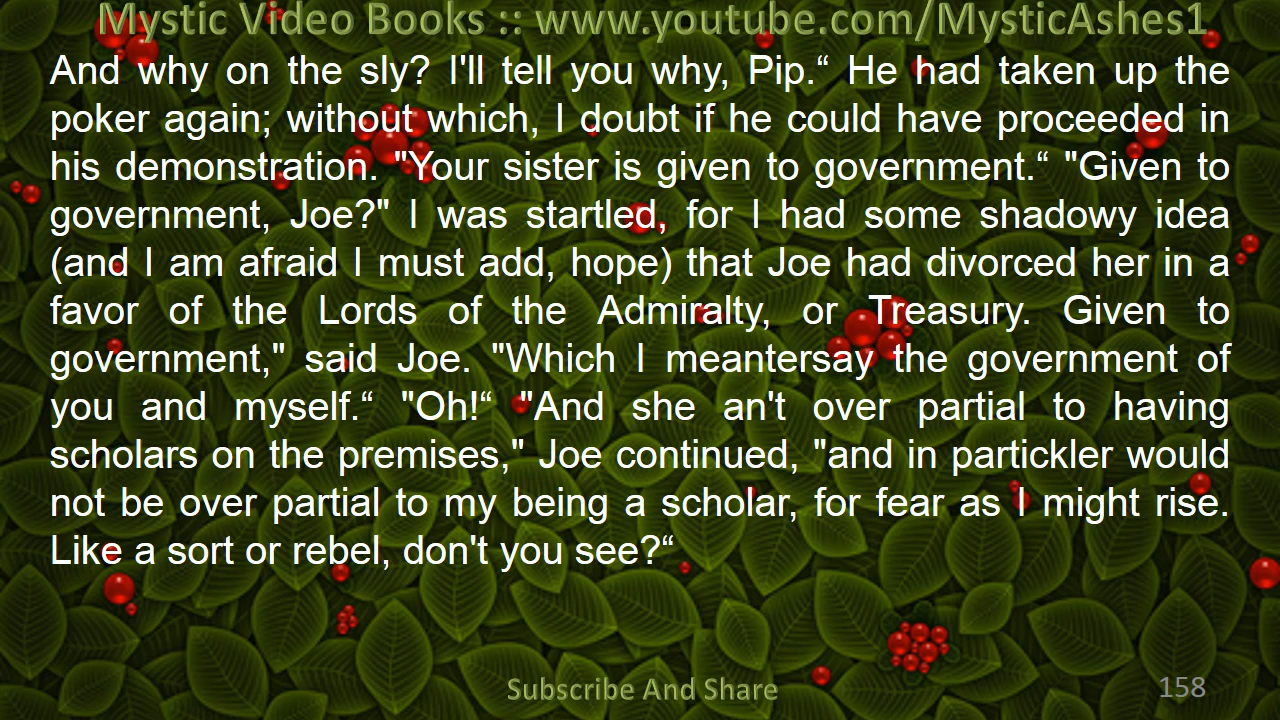 Mystic Video Books :: www.youtube.com/MysticAshes1
And why on the sly? I'll tell you why, Pip.“ He had taken up the
poker again; without which, I doubt if he could have proceeded in
his demonstration. "Your sister is given to government.“ "Given to
government, Joe?" I was startled, for I had some shadowy idea
(and I am afraid I must add, hope) that Joe had divorced her in a
favor of the Lords of the Admiralty, or Treasury. Given to
government," said Joe. "Which I meantersay the government of
you and myself.“ "Oh!“ "And she an't over partial to having
scholars on the premises," Joe continued, "and in partickler would
not be over partial to my being a scholar, for fear as I might rise.
Like a sort or rebel, don't you see?“
Subscribe And Share
158